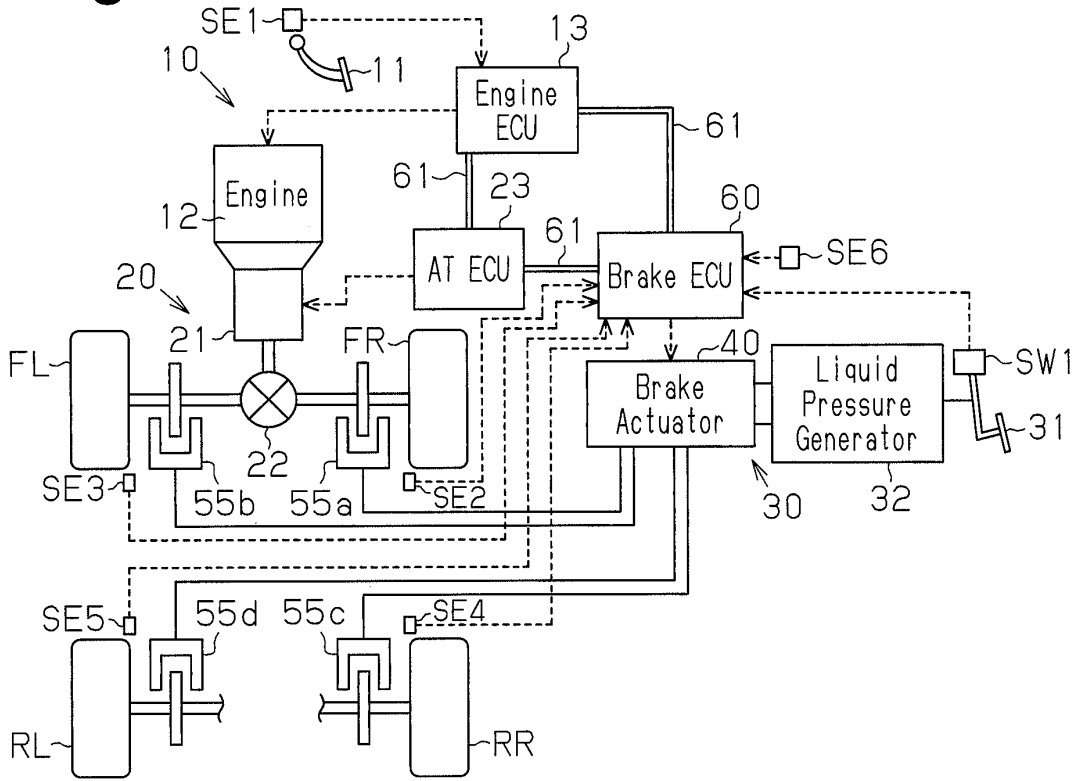 SE1
13
10
11
Engine
ECU
61
61
Engine
12
23
60
61
AT ECU
Brake ECU
SE6
20
21
FL
FR
40
SW1
Brake
Actuator
Liquid
Pressure
Generator
31
22
SE3
55b
55a
SE2
30
32
SE5
55d
55c
SE4
RL
RR